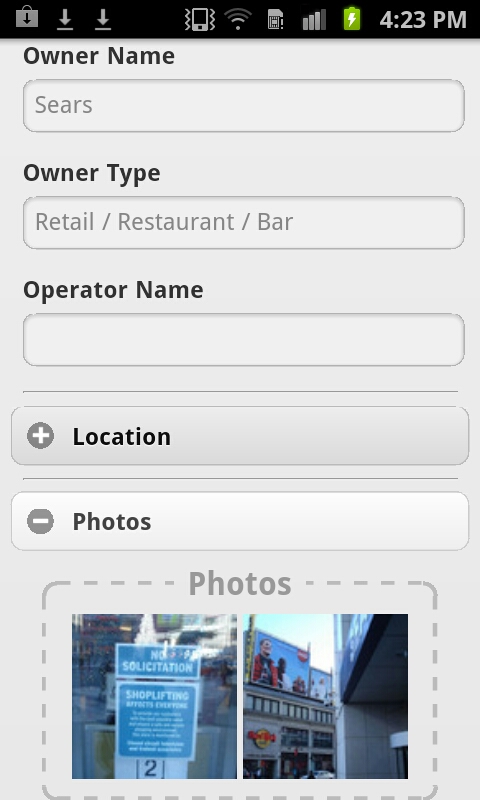 4:23 PM
Owner Name
Sears
Owner Type
Retail / Restaurant / Bar
Operator Name
Location
Photos
Photos
NO
SOLICITATION
SHOPLIFTING
AFFECTS EVERYONE
2